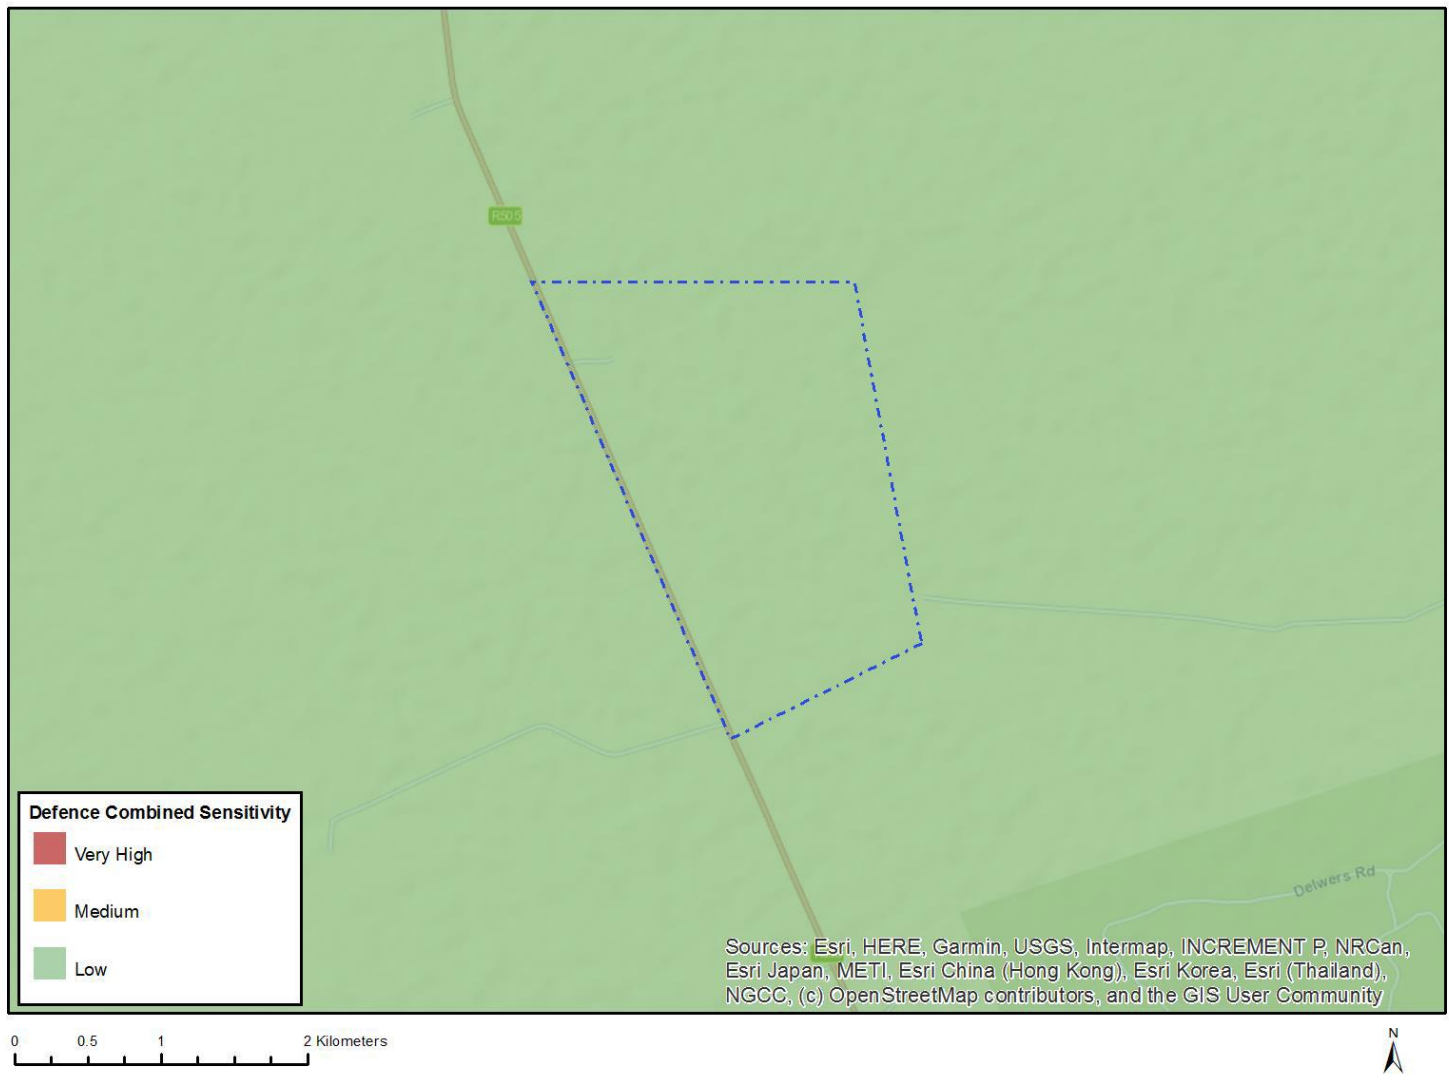 R505
Delwers Rd
Defence Combined Sensitivity
Very High
Medium
Low
Sources: Esri, HERE, Garmin, USGS, Intermap, INCREMENT P, NRCan,
Esri Japan, METI, Esri China (Hong Kong), Esri Korea, Esri (Thailand),
NGCC, (c) OpenStreetMap contributors, and the GIS User Community
0 0.5 1 2 Kilometers
N